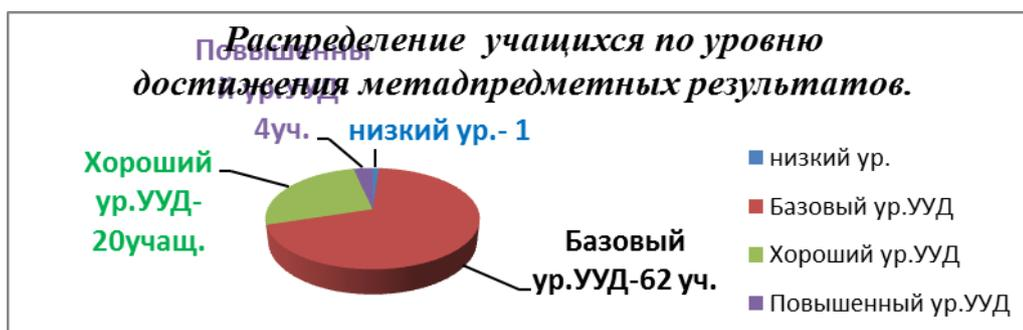 Распределение учащихся по уровню
достижения метадпредметных результатов.
Повышенны
й ур.УУД-
4уч.
низкий ур.- 1
Хороший
ур.УУД-
20учащ.
Базовый
ур.УУД-62 уч.
низкий ур.
Базовый ур.УУД
Хороший ур.УУД
Повышенный ур.УУД